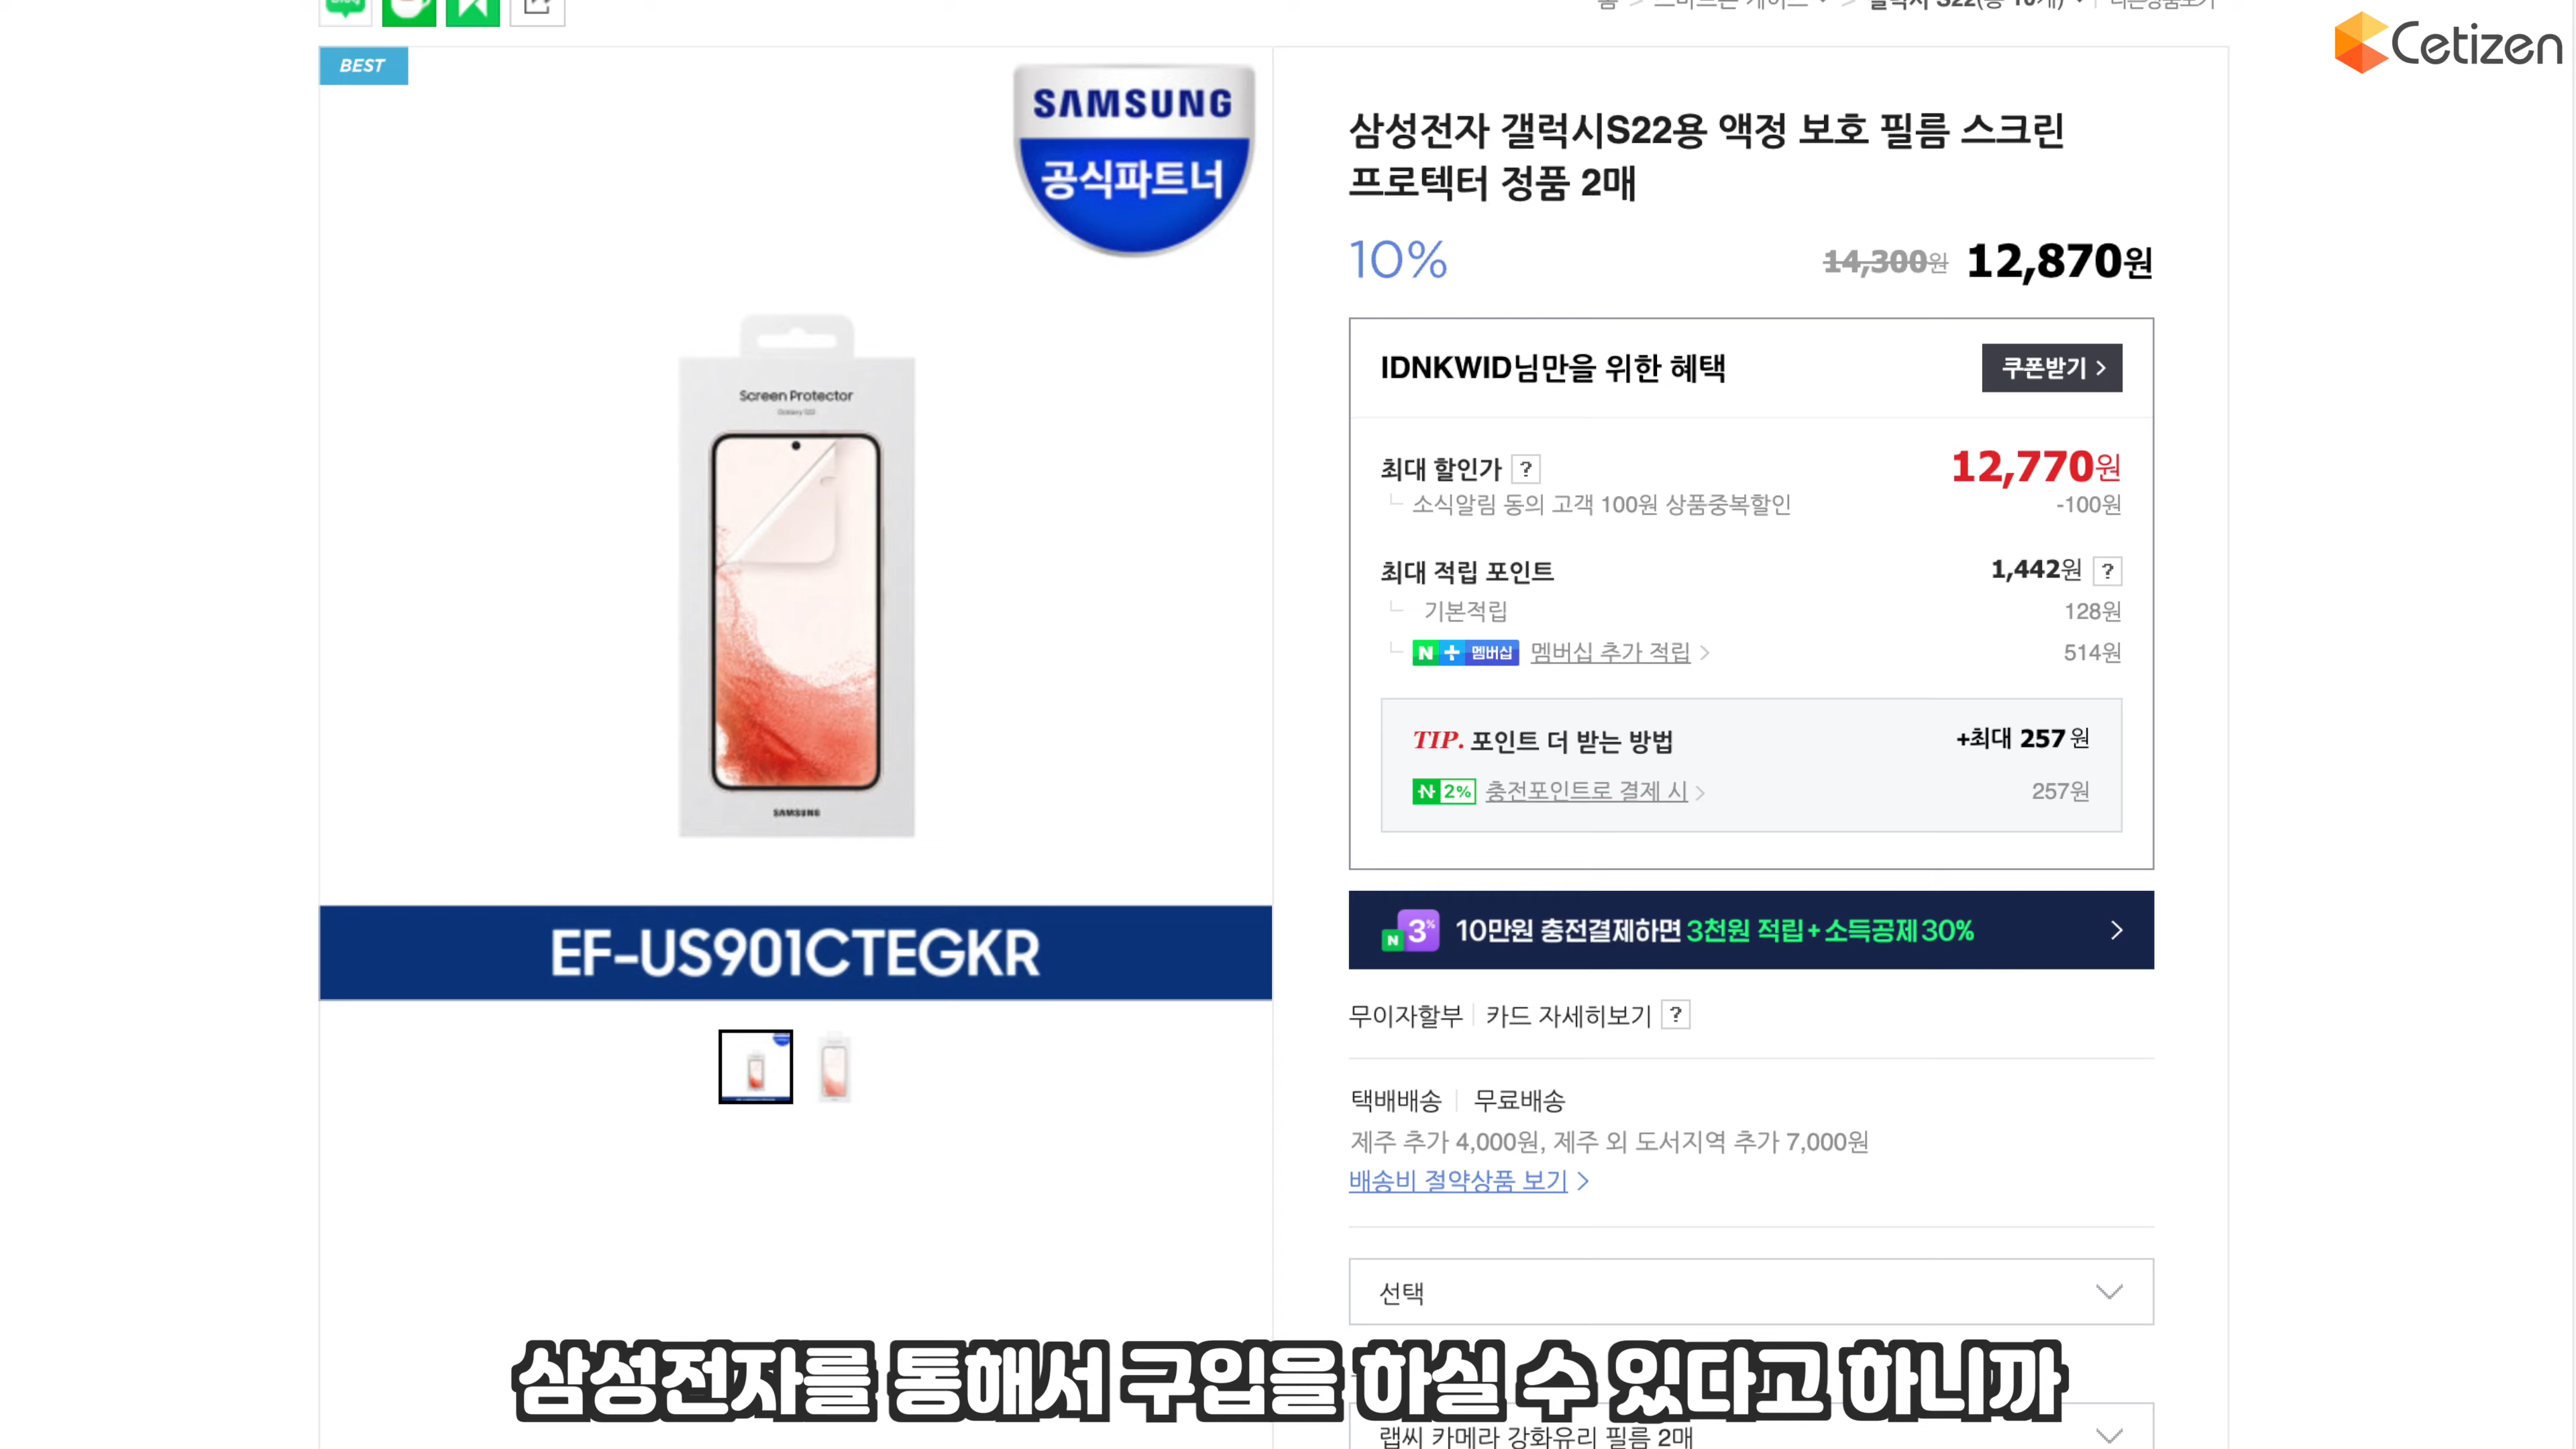 Cetizen
BEST
SAMSUNG
공식파트너
Screen Protector
Galaxy S22
SAMSUNG
EF-US901CTEGKR
삼성전자 갤럭시S22용 액정 보호 필름 스크린
프로텍터 정품 2매
10% 14,300원 12,870원
IDNKWID님만을 위한 혜택 쿠폰받기 >
최대 할인가 ? 12,770원
소식알림 동의 고객 100원 상품중복할인 -100원
최대 적립 포인트 1,442원 ?
기본적립 128원
N + 멤버십 멤버십 추가 적립 > 514원
TIP. 포인트 더 받는 방법 +최대 257원
N 2% 충전포인트로 결제 시 > 257원
N 3% 10만원 충전결제하면 3천원 적립+소득공제30% >
무이자할부 카드 자세히보기 ?
택배배송 무료배송
제주 추가 4,000원, 제주 외 도서지역 추가 7,000원
배송비 절약상품 보기 >
선택
삼성전자를 통해서 구입을 하실 수 있다고 하니까
랩씨 카메라 강화유리 필름 2매